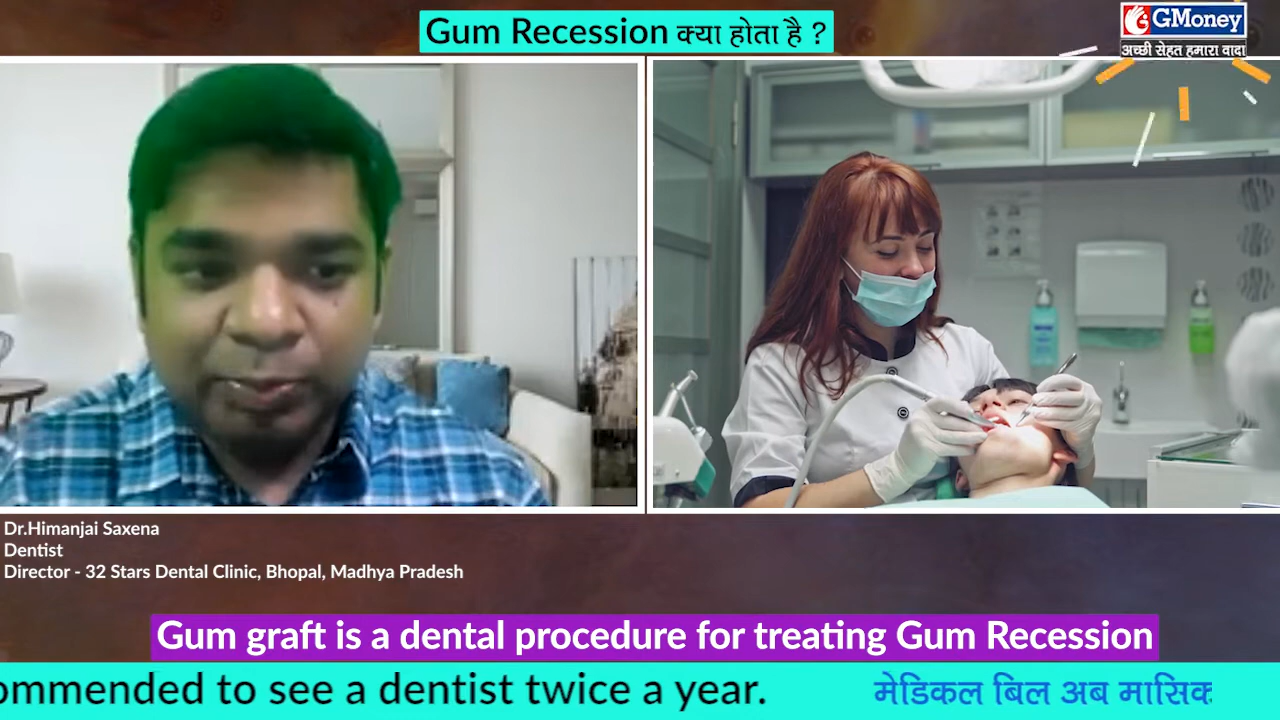 Gum Recession क्या होता है ?
GMoney
अच्छी सेहत हमारा वादा
Dr.Himanjai Saxena
Dentist
Director - 32 Stars Dental Clinic, Bhopal, Madhya Pradesh
Gum graft is a dental procedure for treating Gum Recession
ommended to see a dentist twice a year. मेडिकल बिल अब मासिक